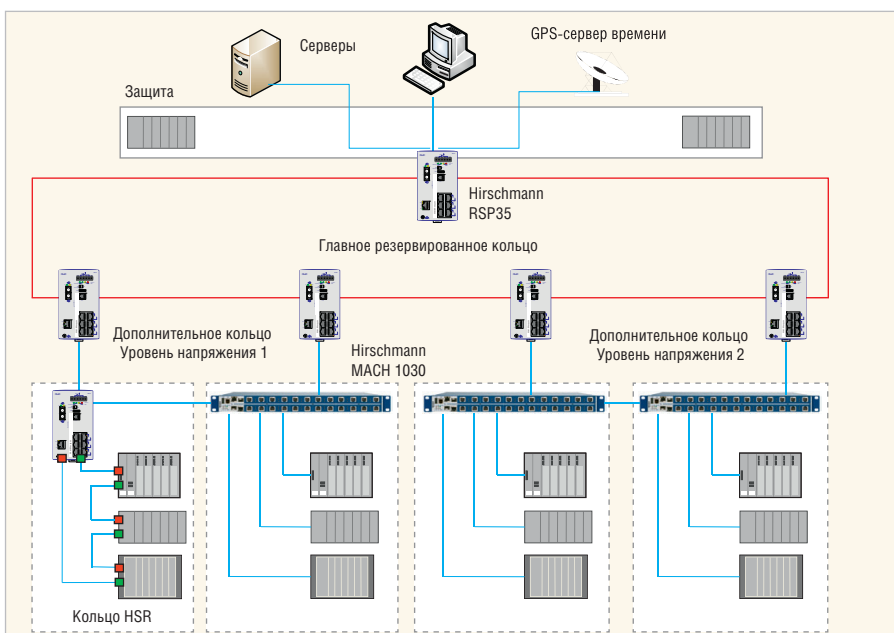 Серверы
GPS-сервер времени
Защита
Hirschmann
RSP35
Главное резервированное кольцо
Дополнительное кольцо
Уровень напряжения 1
Hirschmann
MACH 1030
Дополнительное кольцо
Уровень напряжения 2
Кольцо HSR